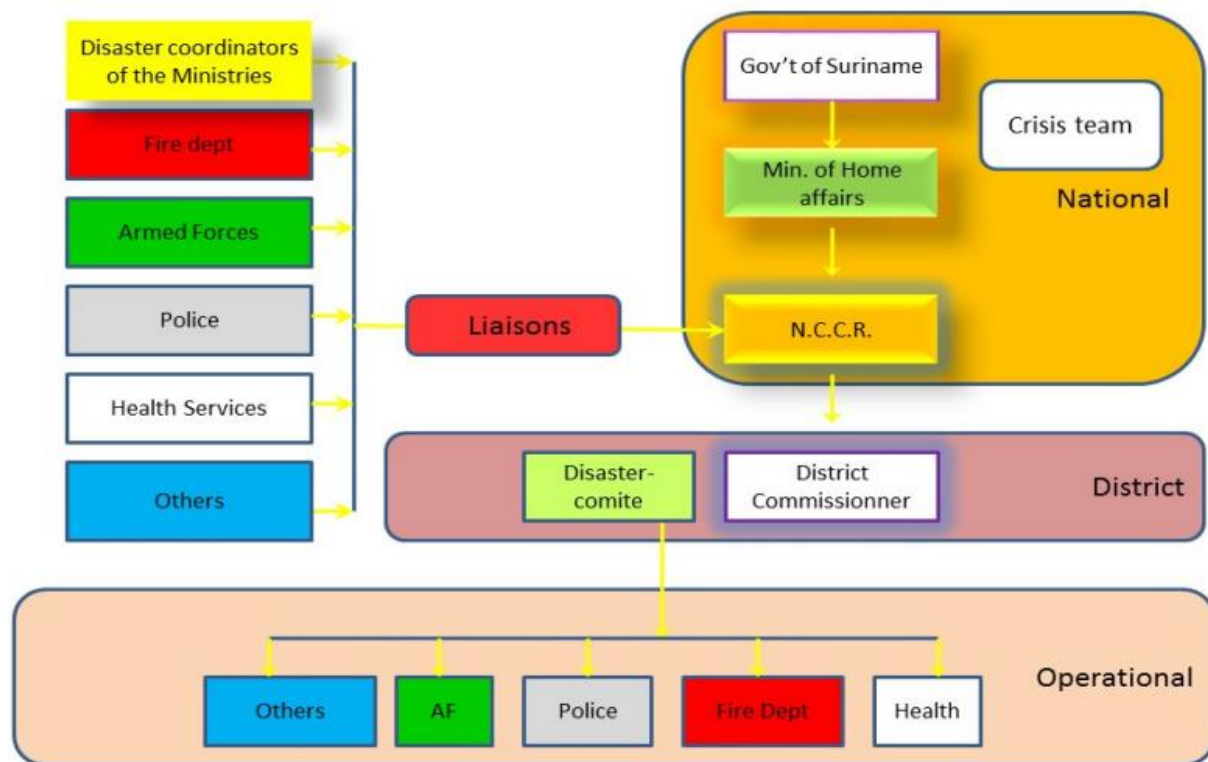 Disaster coordinators
of the Ministries
Fire dept
Armed Forces
Police
Health Services
Others
Liaisons
Gov’t of Suriname
Crisis team
Min. of Home
affairs
National
N.C.C.R.
Disaster-
comite
District
Commissionner
District
Operational
Others
AF
Police
Fire Dept
Health